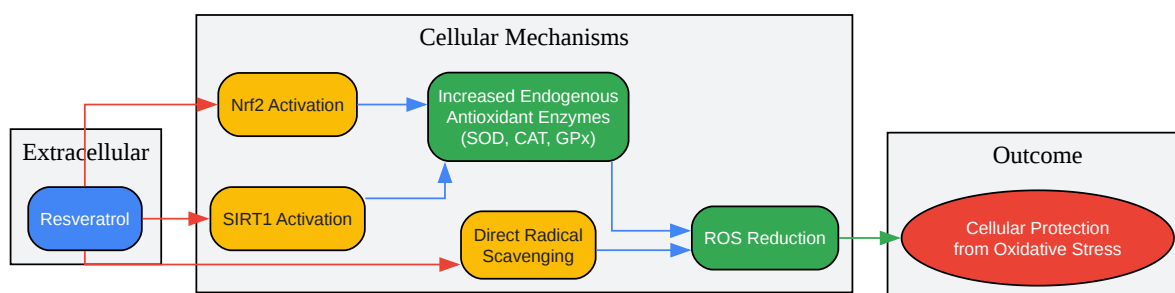 Extracellular
Resveratrol
Cellular Mechanisms
Nrf2 Activation
SIRT1 Activation
Increased Endogenous
Antioxidant Enzymes
(SOD, CAT, GPx)
Direct Radical
Scavenging
ROS Reduction
Outcome
Cellular Protection
from Oxidative Stress